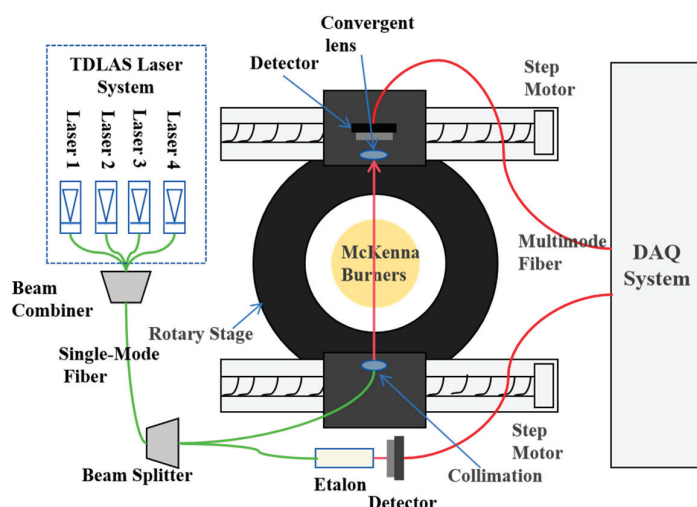 Convergent
lens
TDLAS Laser
System
Detector
Step
Motor
Laser 1
Laser 2
Laser 3
Laser 4
McKenna
Burners
Multimode
Fiber
DAQ
System
Beam
Combiner
Rotary Stage
Single-Mode
Fiber
Step
Motor
Beam Splitter
Collimation
Etalon
Detector